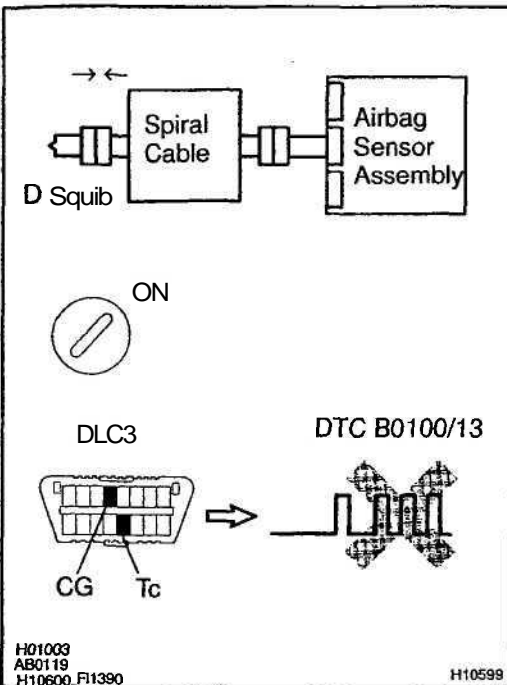 Spiral
Cable
Airbag
Sensor
Assembly
D Squib
ON
DLC3
DTC B0100/13
CG
Tc
H01003
AB0119
H10600 FI1390
H10599